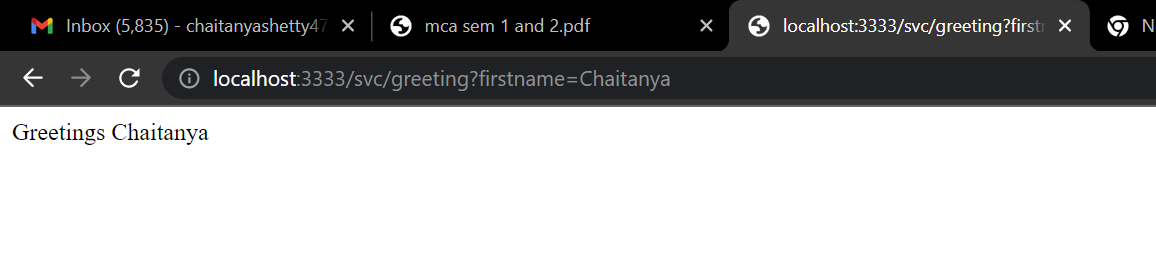 Inbox (5,835) - chaitanyashetty47
mca sem 1 and 2.pdf
localhost:3333/svc/greeting?firstn
N
localhost:3333/svc/greeting?firstname=Chaitanya
Greetings Chaitanya